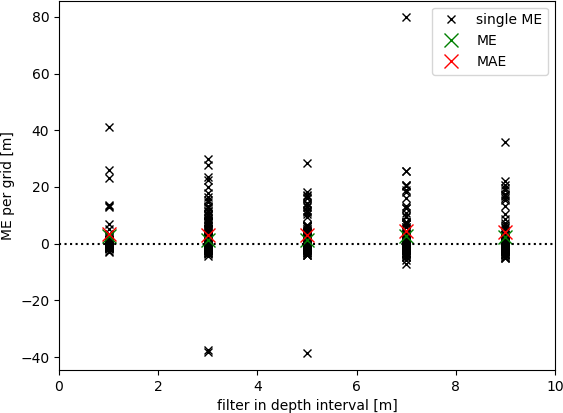 80
60
40
20
0
−20
−40
ME per grid [m]
single ME
ME
MAE
0 2 4 6 8 10
filter in depth interval [m]